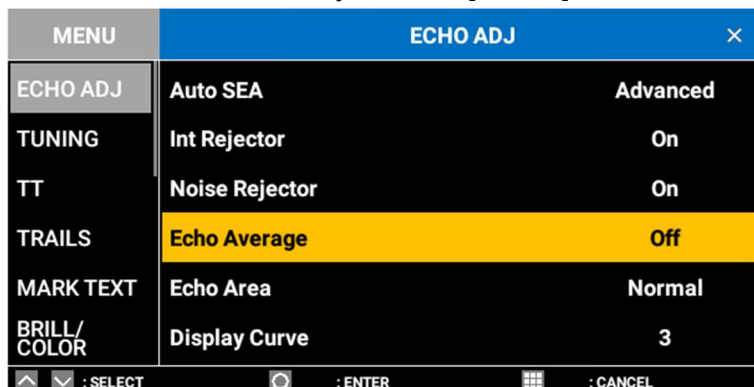 MENU
ECHO ADJ ×
ECHO ADJ
Auto SEA Advanced
TUNING
Int Rejector On
TT
Noise Rejector On
TRAILS
Echo Average Off
MARK TEXT
Echo Area Normal
BRILL/
COLOR
Display Curve 3
: SELECT : ENTER : CANCEL